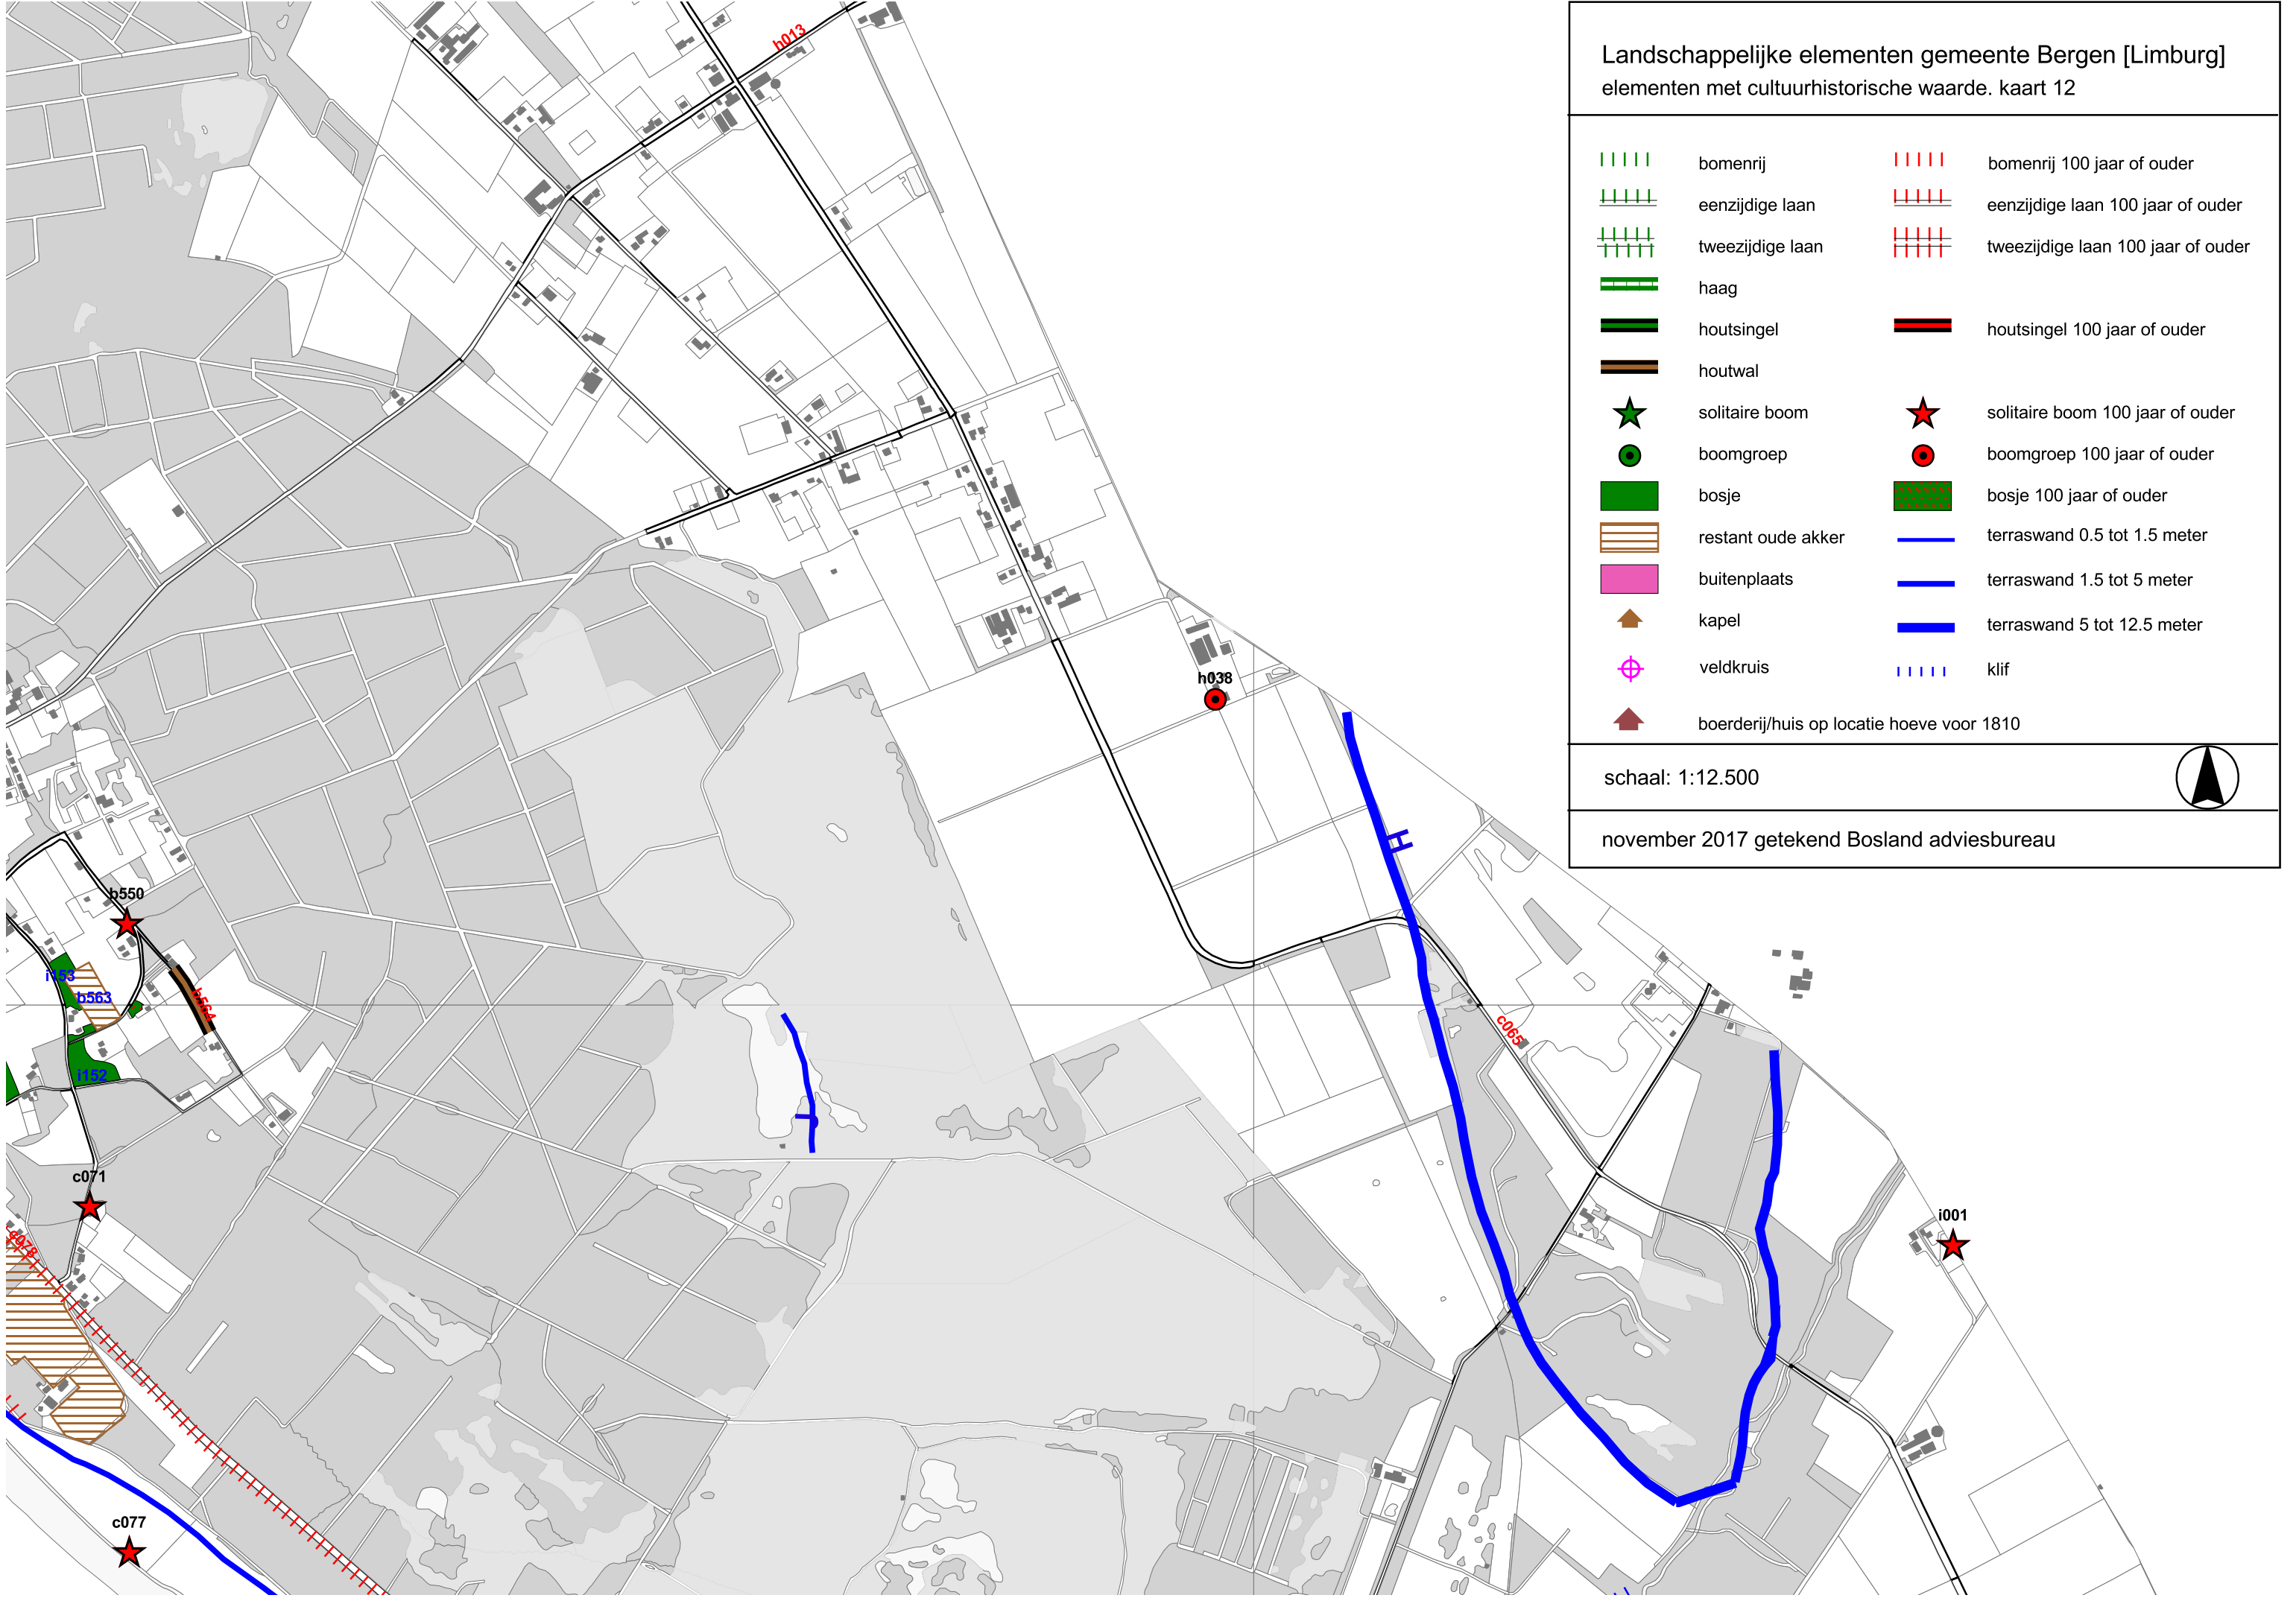 Landschappelijke elementen gemeente Bergen [Limburg]
elementen met cultuurhistorische waarde. kaart 12
bomenrij
bomenrij 100 jaar of ouder
eenzijdige laan
eenzijdige laan 100 jaar of ouder
tweezijdige laan
tweezijdige laan 100 jaar of ouder
haag
houtsingel
houtsingel 100 jaar of ouder
houtwal
solitaire boom
solitaire boom 100 jaar of ouder
boomgroep
boomgroep 100 jaar of ouder
bosje
bosje 100 jaar of ouder
restant oude akker
terraswand 0.5 tot 1.5 meter
buitenplaats
terraswand 1.5 tot 5 meter
kapel
terraswand 5 tot 12.5 meter
veldkruis
klif
boerderij/huis op locatie hoeve voor 1810
schaal: 1:12.500
november 2017 getekend Bosland adviesbureau
h013
h038
H
b550
i153
b563
b564
c065
i152
c071
i001
c078
c077